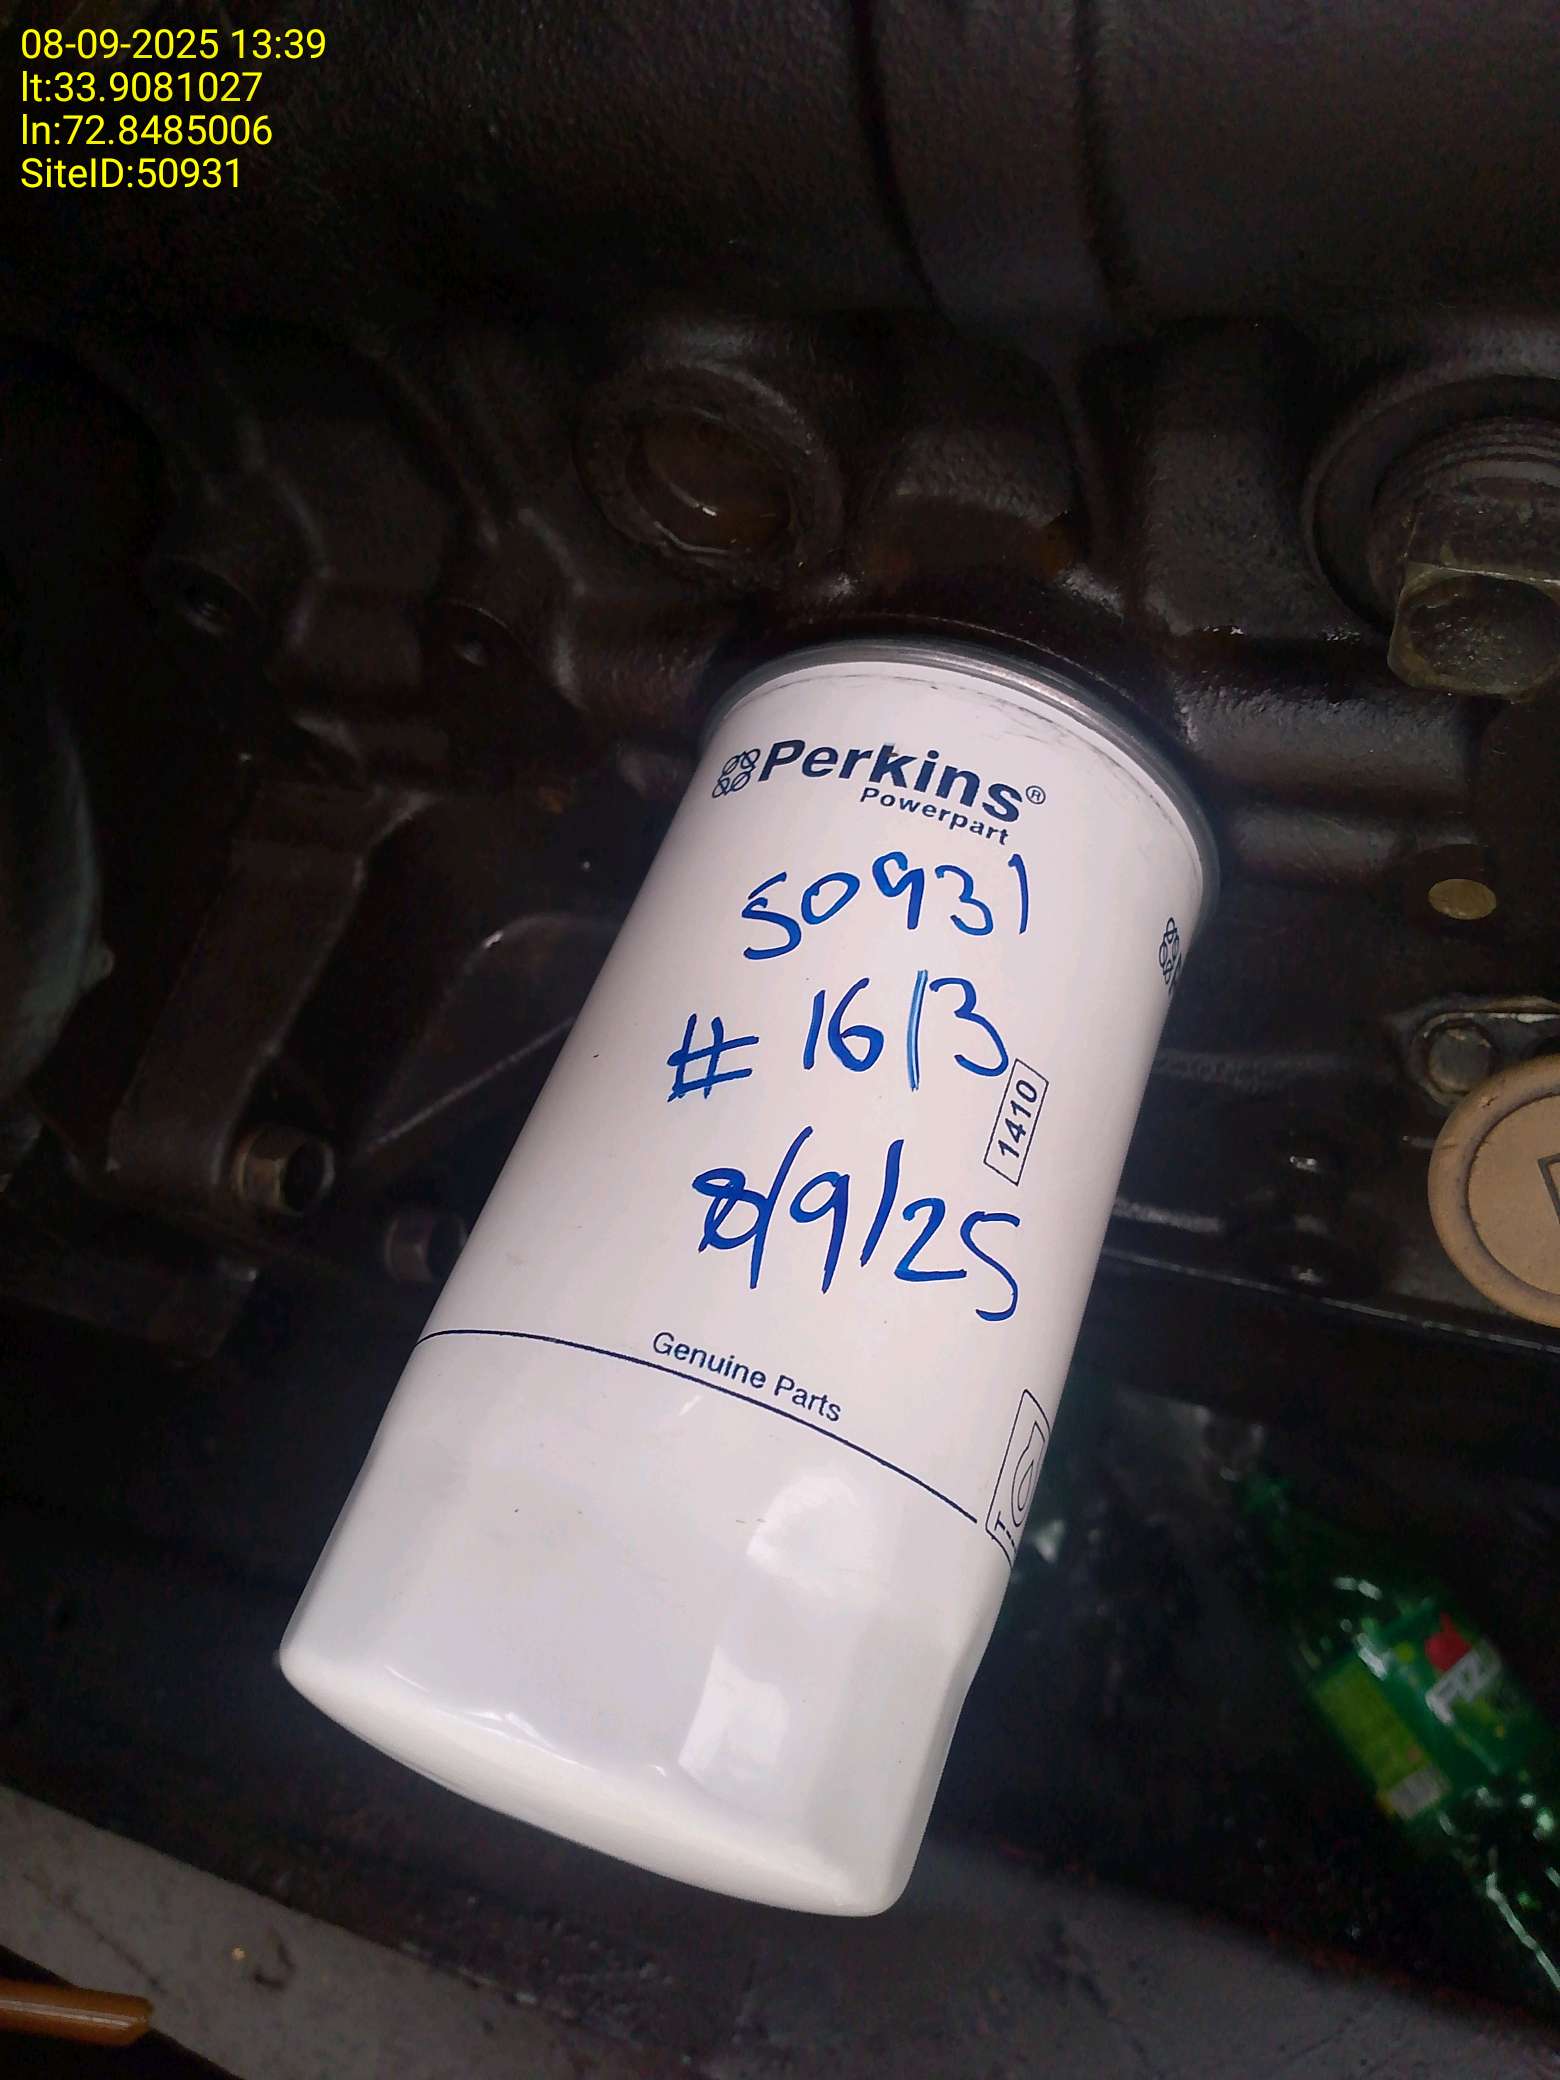 08-09-2025 13:39
lt:33.9081027
ln:72.8485006
SiteID:50931
Perkins®
Powerpart
50931
# 16/3
1410
8/9/25
Genuine Parts